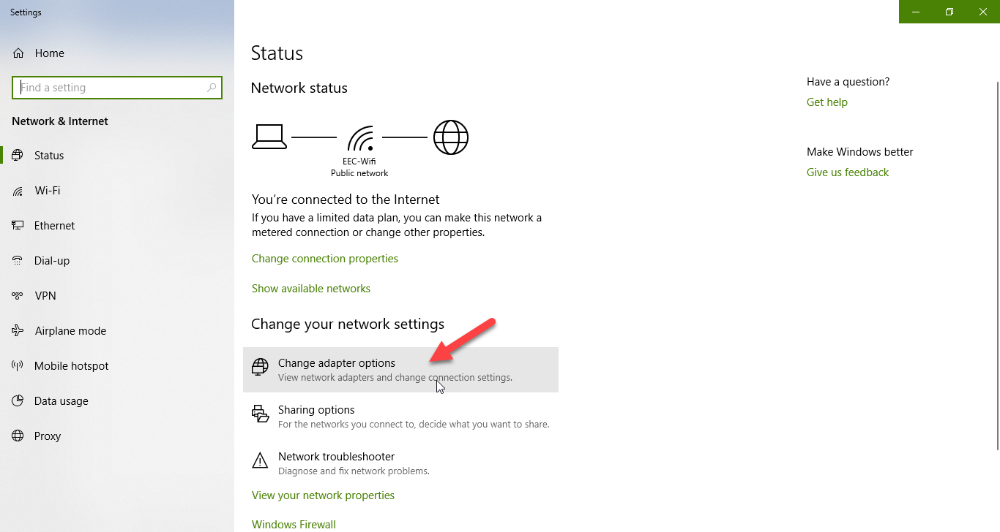 Settings
Home
Find a setting
Network & Internet
Status
Wi-Fi
Ethernet
Dial-up
VPN
Airplane mode
Mobile hotspot
Data usage
Proxy
Status
Network status
EEC-Wifi
Public network
You're connected to the Internet
If you have a limited data plan, you can make this network a
metered connection or change other properties.
Change connection properties
Show available networks
Change your network settings
Change adapter options
View network adapters and change connection settings.
Sharing options
For the networks you connect to, decide what you want to share.
Network troubleshooter
Diagnose and fix network problems.
View your network properties
Windows Firewall
Have a question?
Get help
Make Windows better
Give us feedback